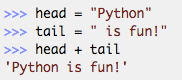 >>> head = "Python"
>>> tail = " is fun!"
>>> head + tail
'Python is fun!'